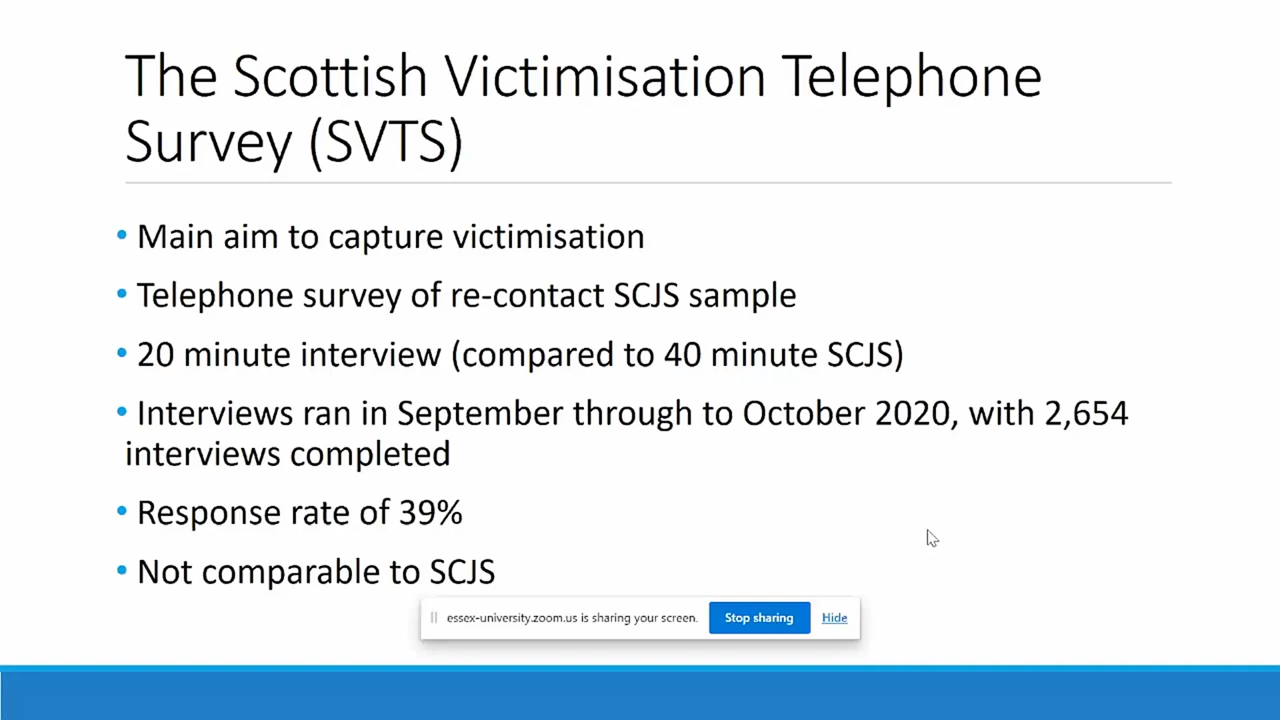 The Scottish Victimisation Telephone
Survey (SVTS)
• Main aim to capture victimisation
• Telephone survey of re-contact SCJS sample
• 20 minute interview (compared to 40 minute SCJS)
• Interviews ran in September through to October 2020, with 2,654
interviews completed
• Response rate of 39%
• Not comparable to SCJS
essex-university.zoom.us is sharing your screen. Stop sharing Hide